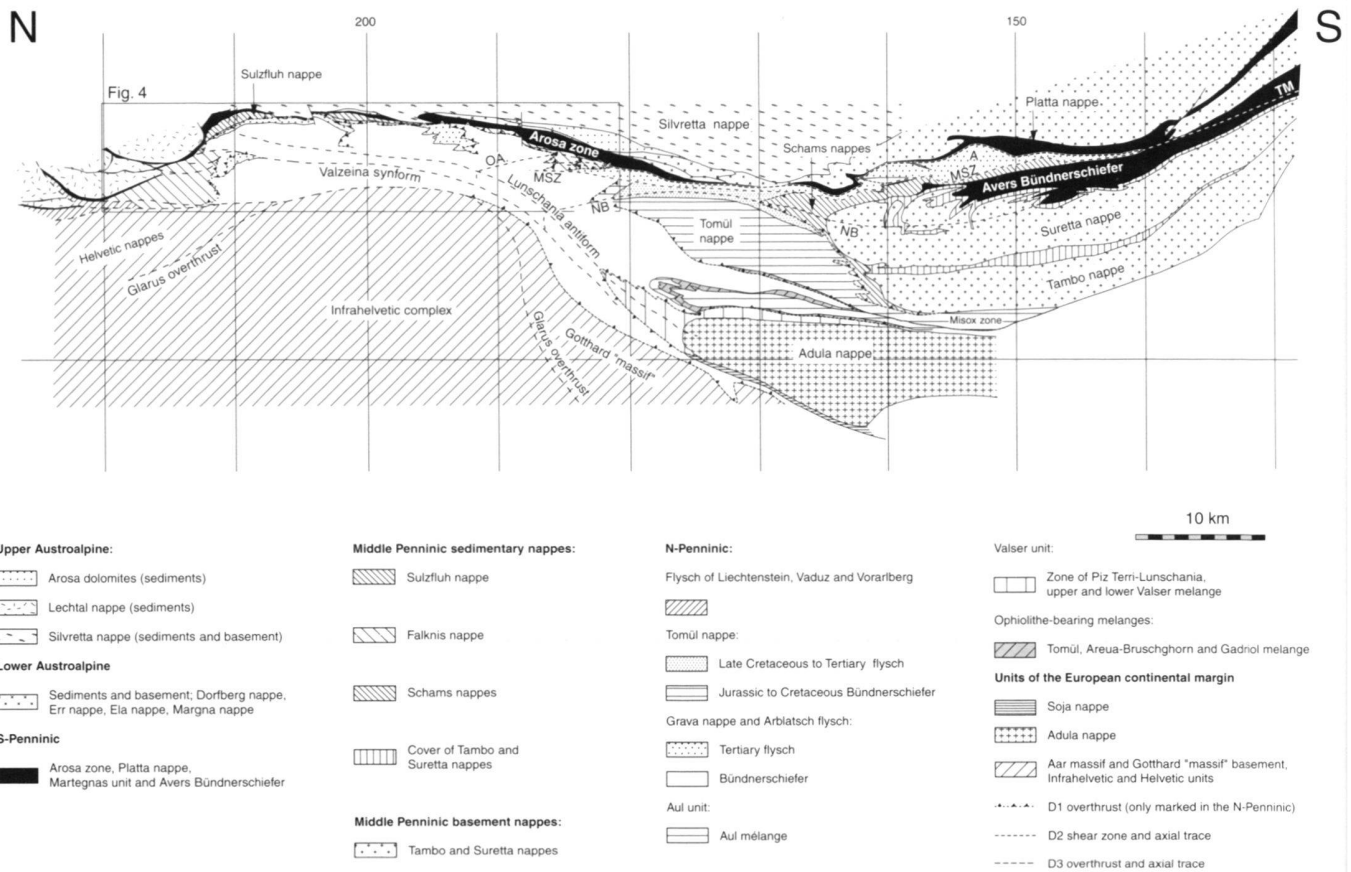 N
200
150
S
Sulzfluh nappe
Fig. 4
Platta nappe
TM
Silvretta nappe
Arosa zone
Schams nappes
OA
MSZ
A
MSZ
Avers Bündnerschiefer
Valzeina synform
Lunschania antiform
NB
NB
Tomül
nappe
Suretta nappe
Helvetic nappes
Glarus overthrust
Tambo nappe
Infrahelvetic complex
Misox zone
Glarus overthrust
Gotthard "massif"
Adula nappe
10 km
Upper Austroalpine:
Arosa dolomites (sediments)
Lechtal nappe (sediments)
Silvretta nappe (sediments and basement)
Lower Austroalpine
Sediments and basement; Dorfberg nappe,
Err nappe, Ela nappe, Margna nappe
S-Penninic
Arosa zone, Platta nappe,
Martegnas unit and Avers Bündnerschiefer
Middle Penninic sedimentary nappes:
Sulzfluh nappe
Falknis nappe
Schams nappes
Cover of Tambo and
Suretta nappes
Middle Penninic basement nappes:
Tambo and Suretta nappes
N-Penninic:
Flysch of Liechtenstein, Vaduz and Vorarlberg
Tomül nappe:
Late Cretaceous to Tertiary flysch
Jurassic to Cretaceous Bündnerschiefer
Grava nappe and Arblatsch flysch:
Tertiary flysch
Bündnerschiefer
Aul unit:
Aul mélange
Valser unit:
Zone of Piz Terri-Lunschania,
upper and lower Valser melange
Ophiolithe-bearing melanges:
Tomül, Areua-Bruschghorn and Gadriol melange
Units of the European continental margin
Soja nappe
Adula nappe
Aar massif and Gotthard "massif" basement,
Infrahelvetic and Helvetic units
D1 overthrust (only marked in the N-Penninic)
D2 shear zone and axial trace
D3 overthrust and axial trace